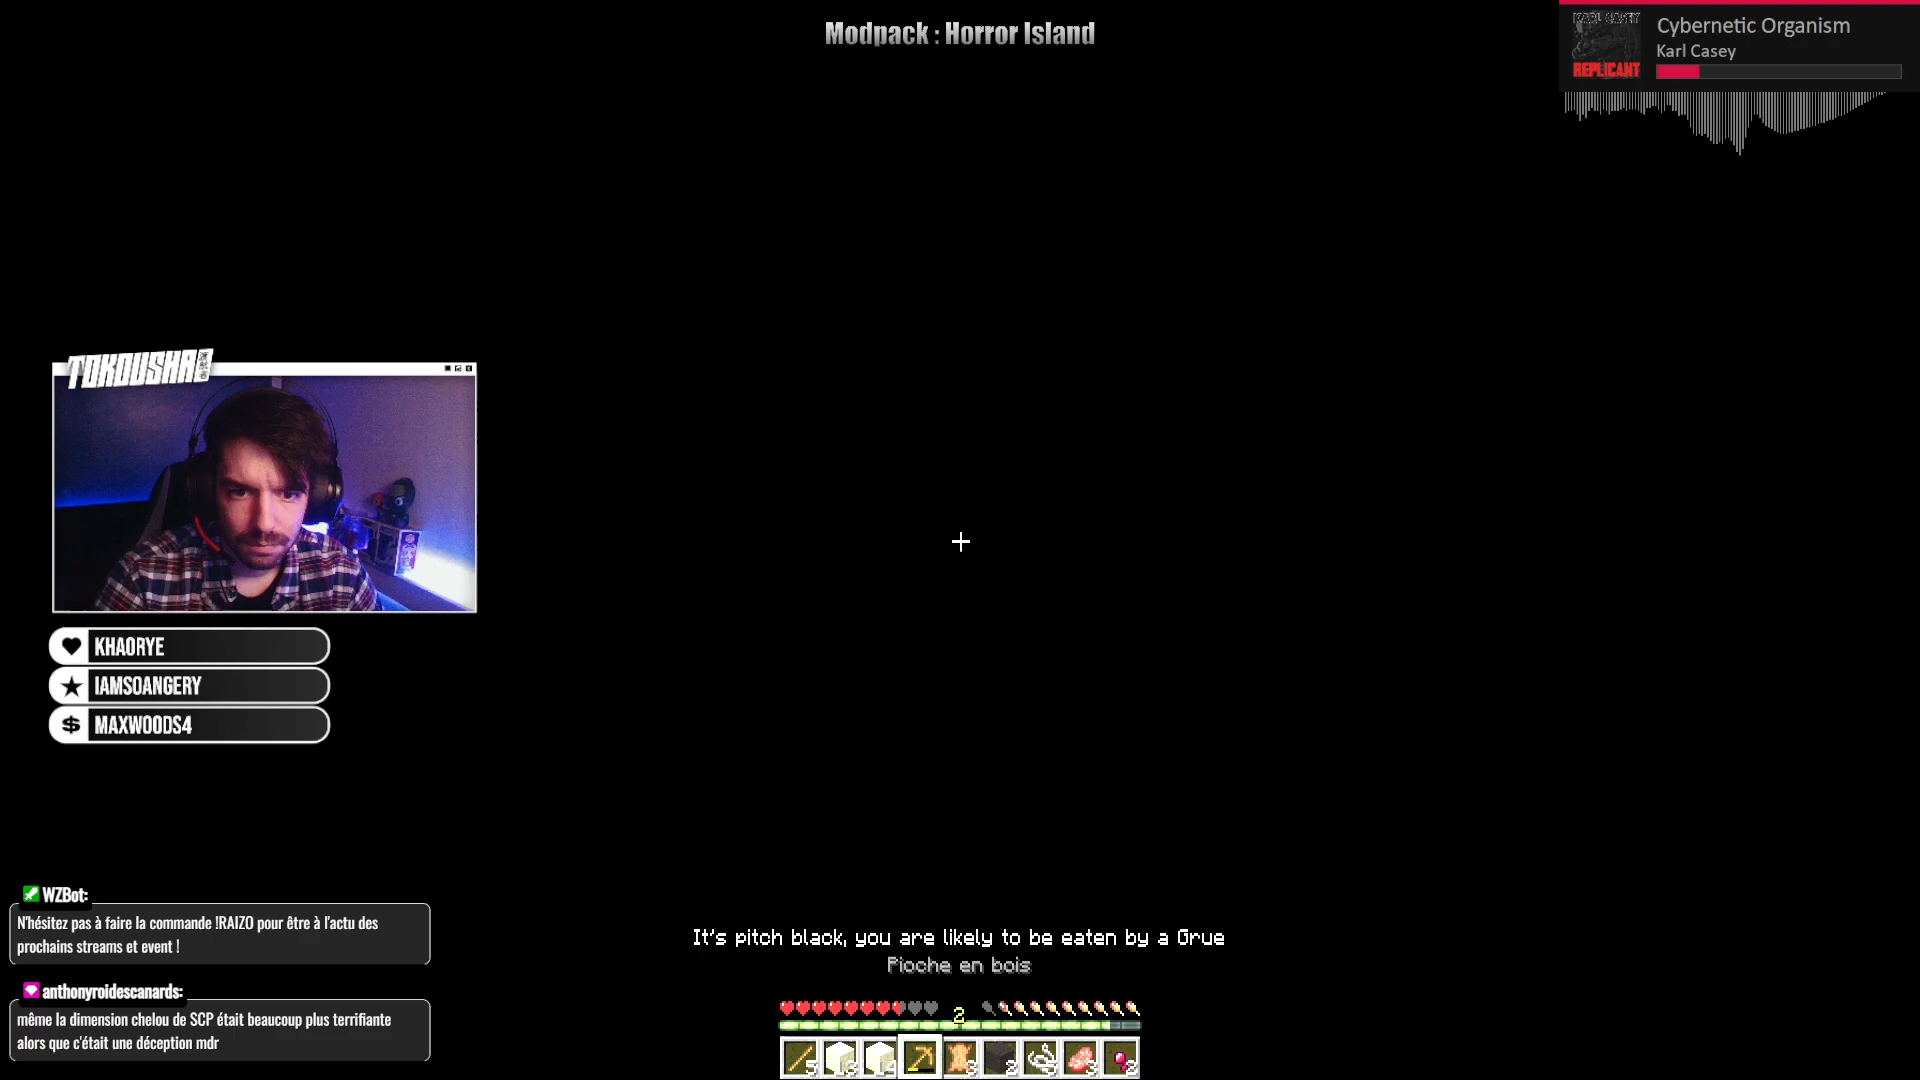 Modpack : Horror Island
Cybernetic Organism
Karl Casey
KARL CASEY
REPLICANT
TOKOUSHA
KHAORYE
IAMSOANGERY
MAXWOODS4
WZBot:
N'hésitez pas à faire la commande !RAIZO pour être à l'actu des
prochains streams et event !
anthonyroidescanards:
même la dimension chelou de SCP était beaucoup plus terrifiante
alors que c'était une déception mdr
It's pitch black, you are likely to be eaten by a Grue
Pioche en bois
2